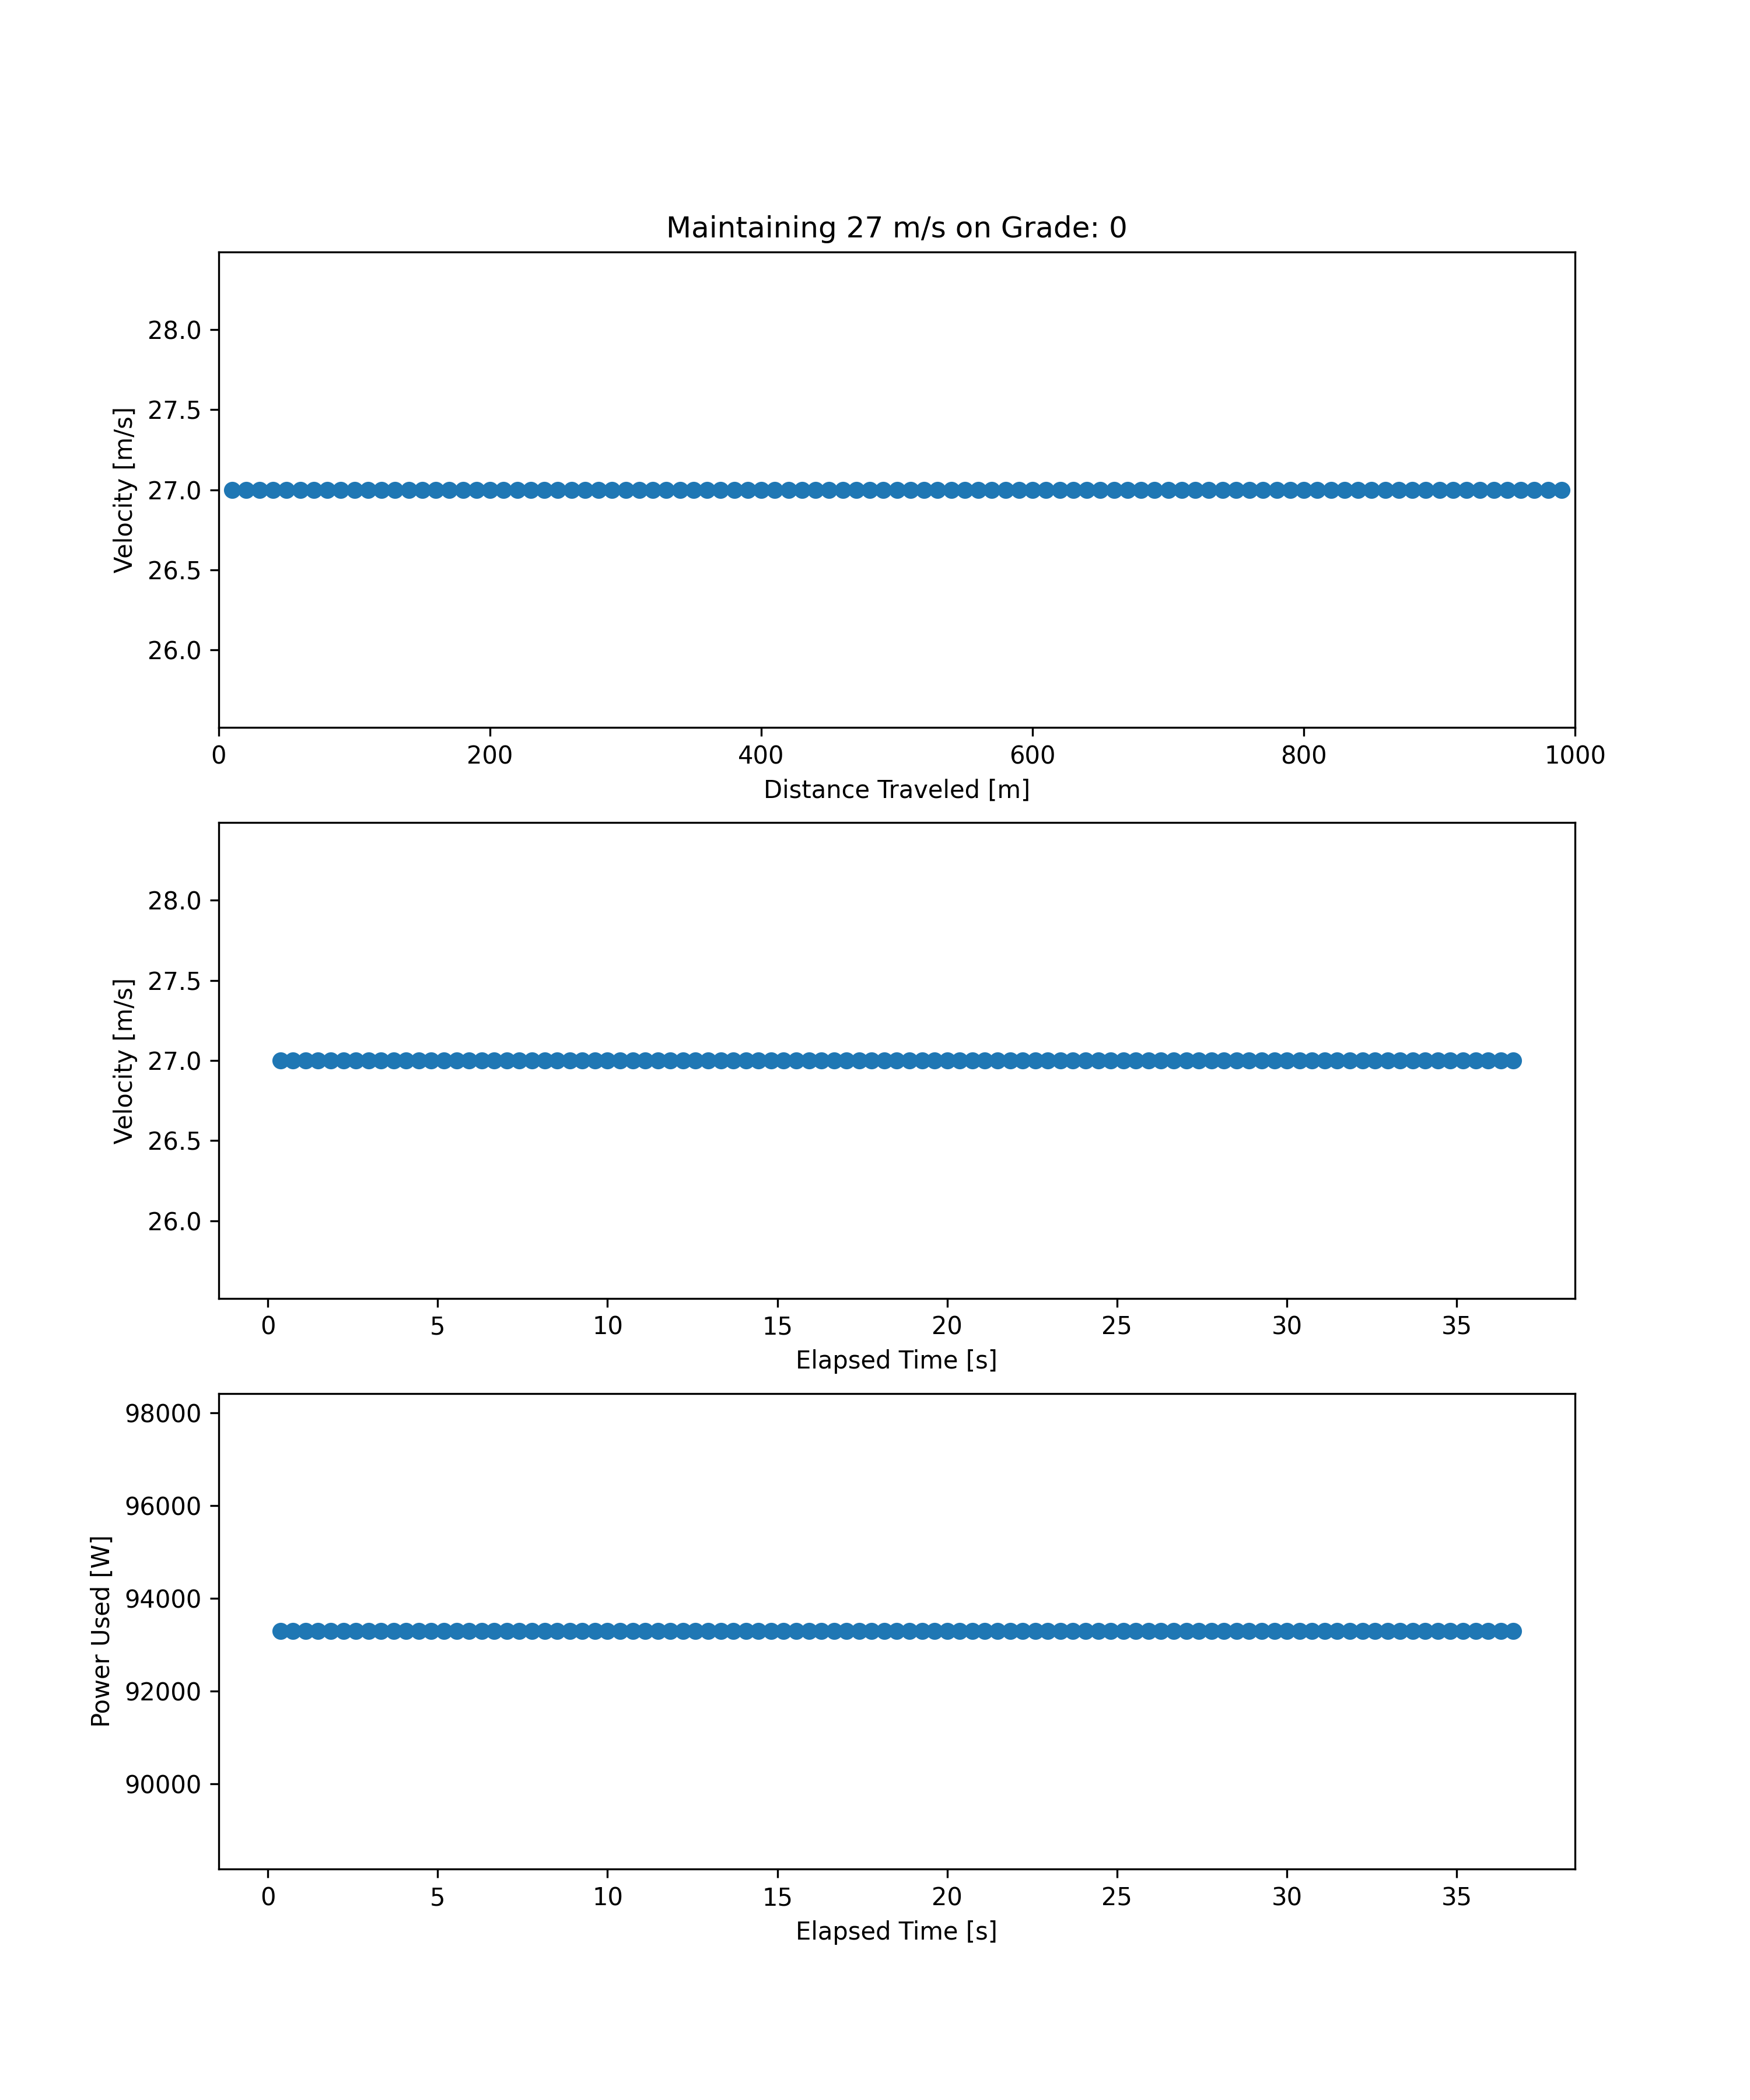 Maintaining 27 m/s on Grade: 0
28.0
27.5
27.0
26.5
26.0
Velocity [m/s]
0 200 400 600 800 1000
Distance Traveled [m]
28.0
27.5
27.0
26.5
26.0
Velocity [m/s]
0 5 10 15 20 25 30 35
Elapsed Time [s]
98000
96000
94000
92000
90000
Power Used [W]
0 5 10 15 20 25 30 35
Elapsed Time [s]